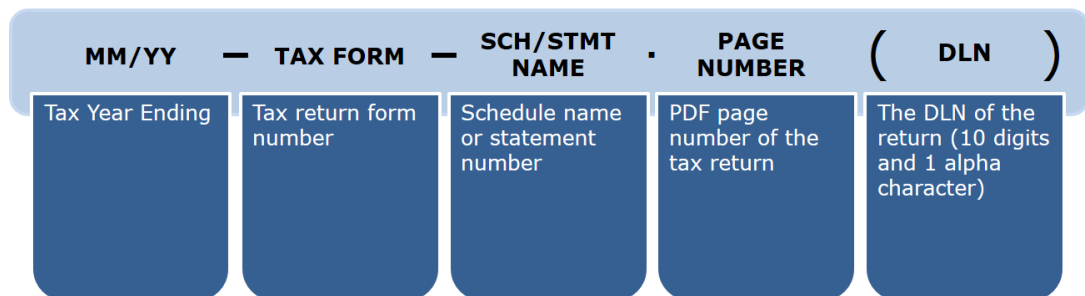 MM/YY — TAX FORM — SCH/STMT NAME · PAGE NUMBER ( DLN )
Tax Year Ending
Tax return form
number
Schedule name
or statement
number
PDF page
number of the
tax return
The DLN of the
return (10 digits
and 1 alpha
character)